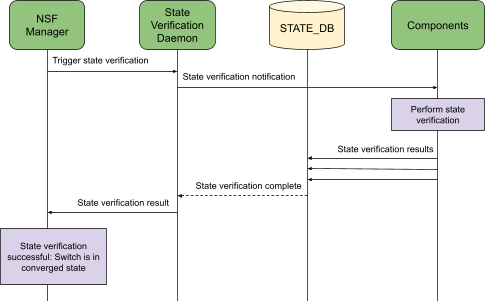 NSF
Manager
State
Verification
Daemon
STATE_DB
Components
Trigger state verification
State verification notification
Perform state
verification
State verification results
State verification complete
State verification result
State verification
successful: Switch is in
converged state